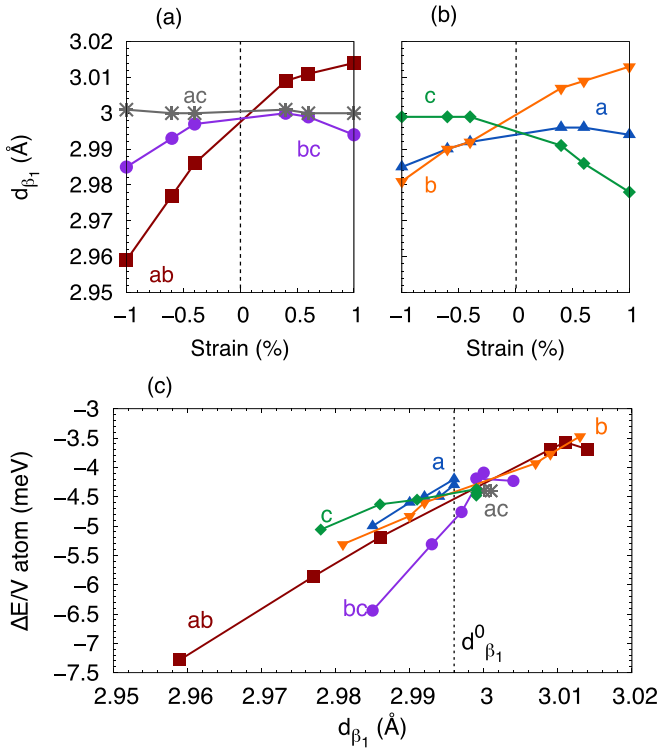 (a)
(b)
3.02
3.01
3
2.99
2.98
2.97
2.96
2.95
d_β₁ (Å)
ac
bc
ab
c
a
b
−1
−0.5
0
0.5
1
−1
−0.5
0
0.5
1
Strain (%)
Strain (%)
(c)
−3
−3.5
−4
−4.5
−5
−5.5
−6
−6.5
−7
−7.5
ΔE/V atom (meV)
b
a
c
ac
ab
bc
d⁰_β₁
2.95
2.96
2.97
2.98
2.99
3
3.01
3.02
d_β₁ (Å)